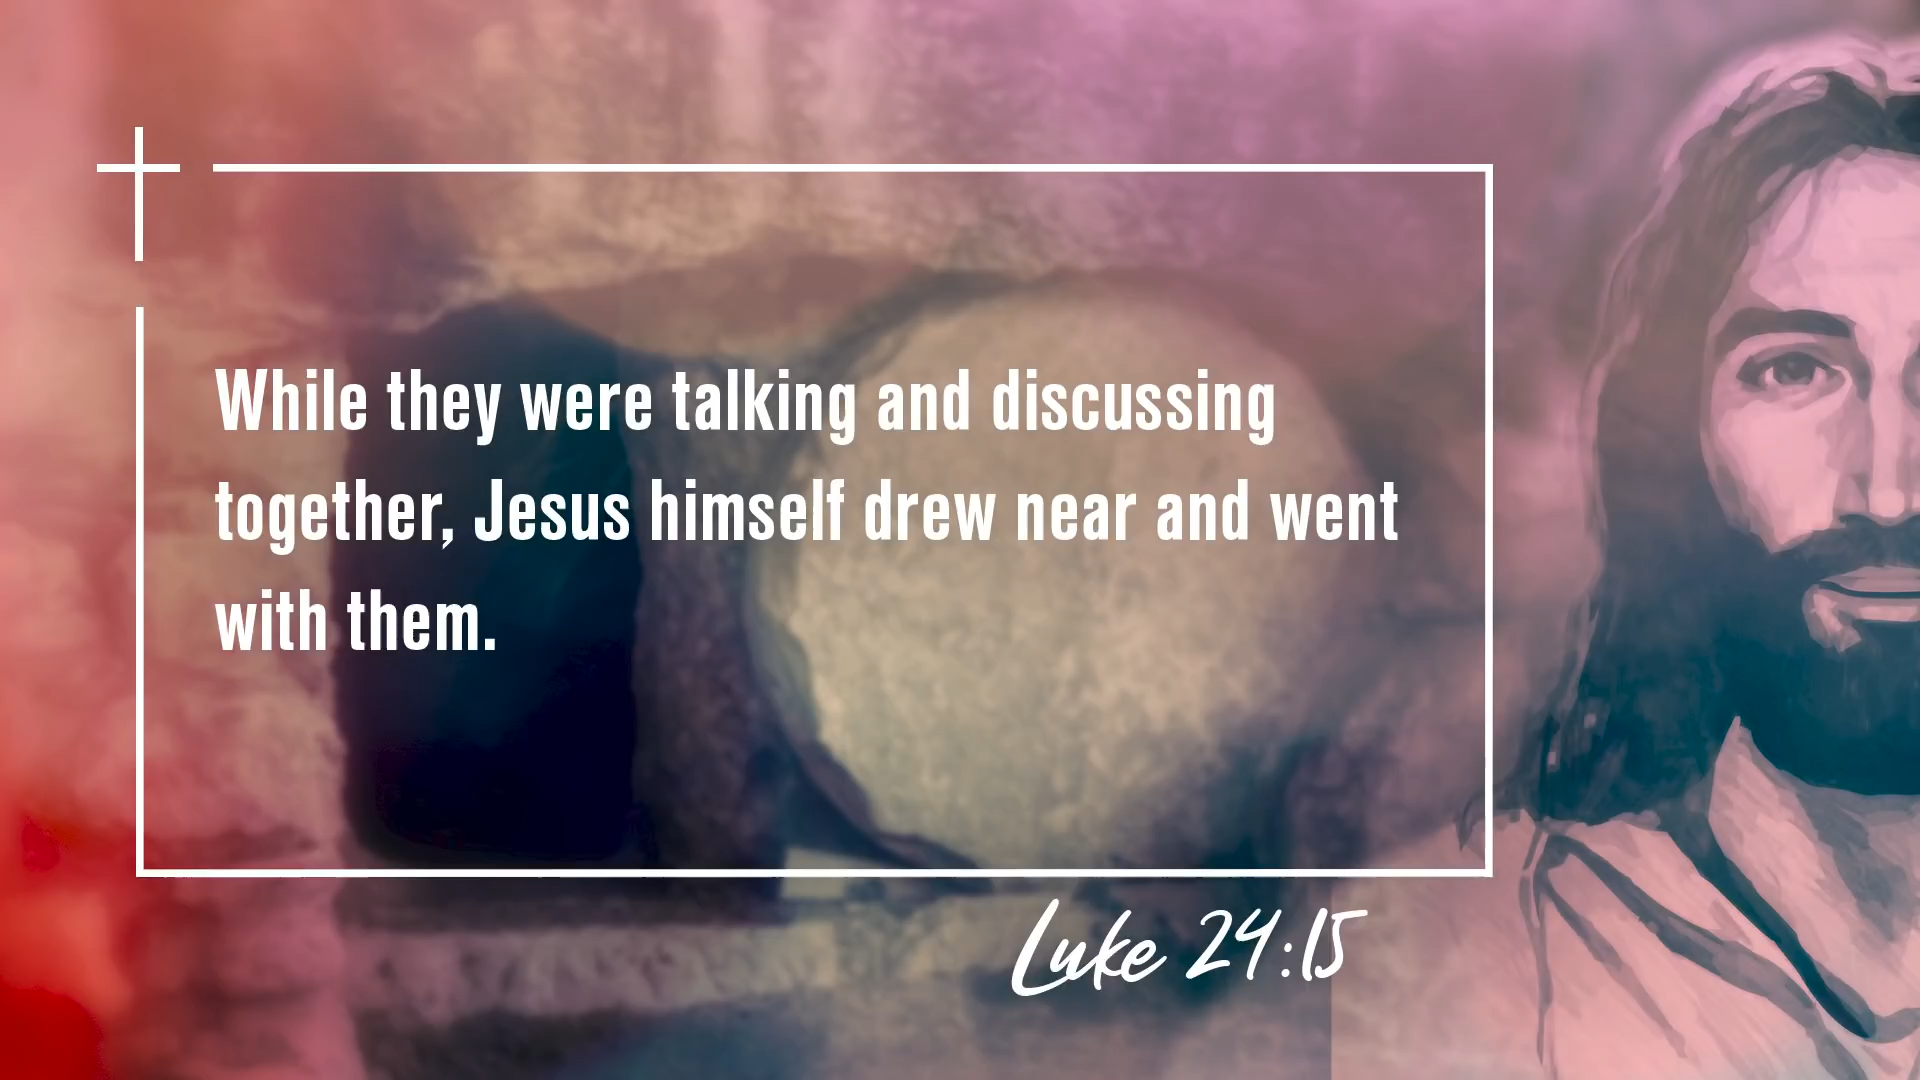 While they were talking and discussing
together, Jesus himself drew near and went
with them.
Luke 24:15